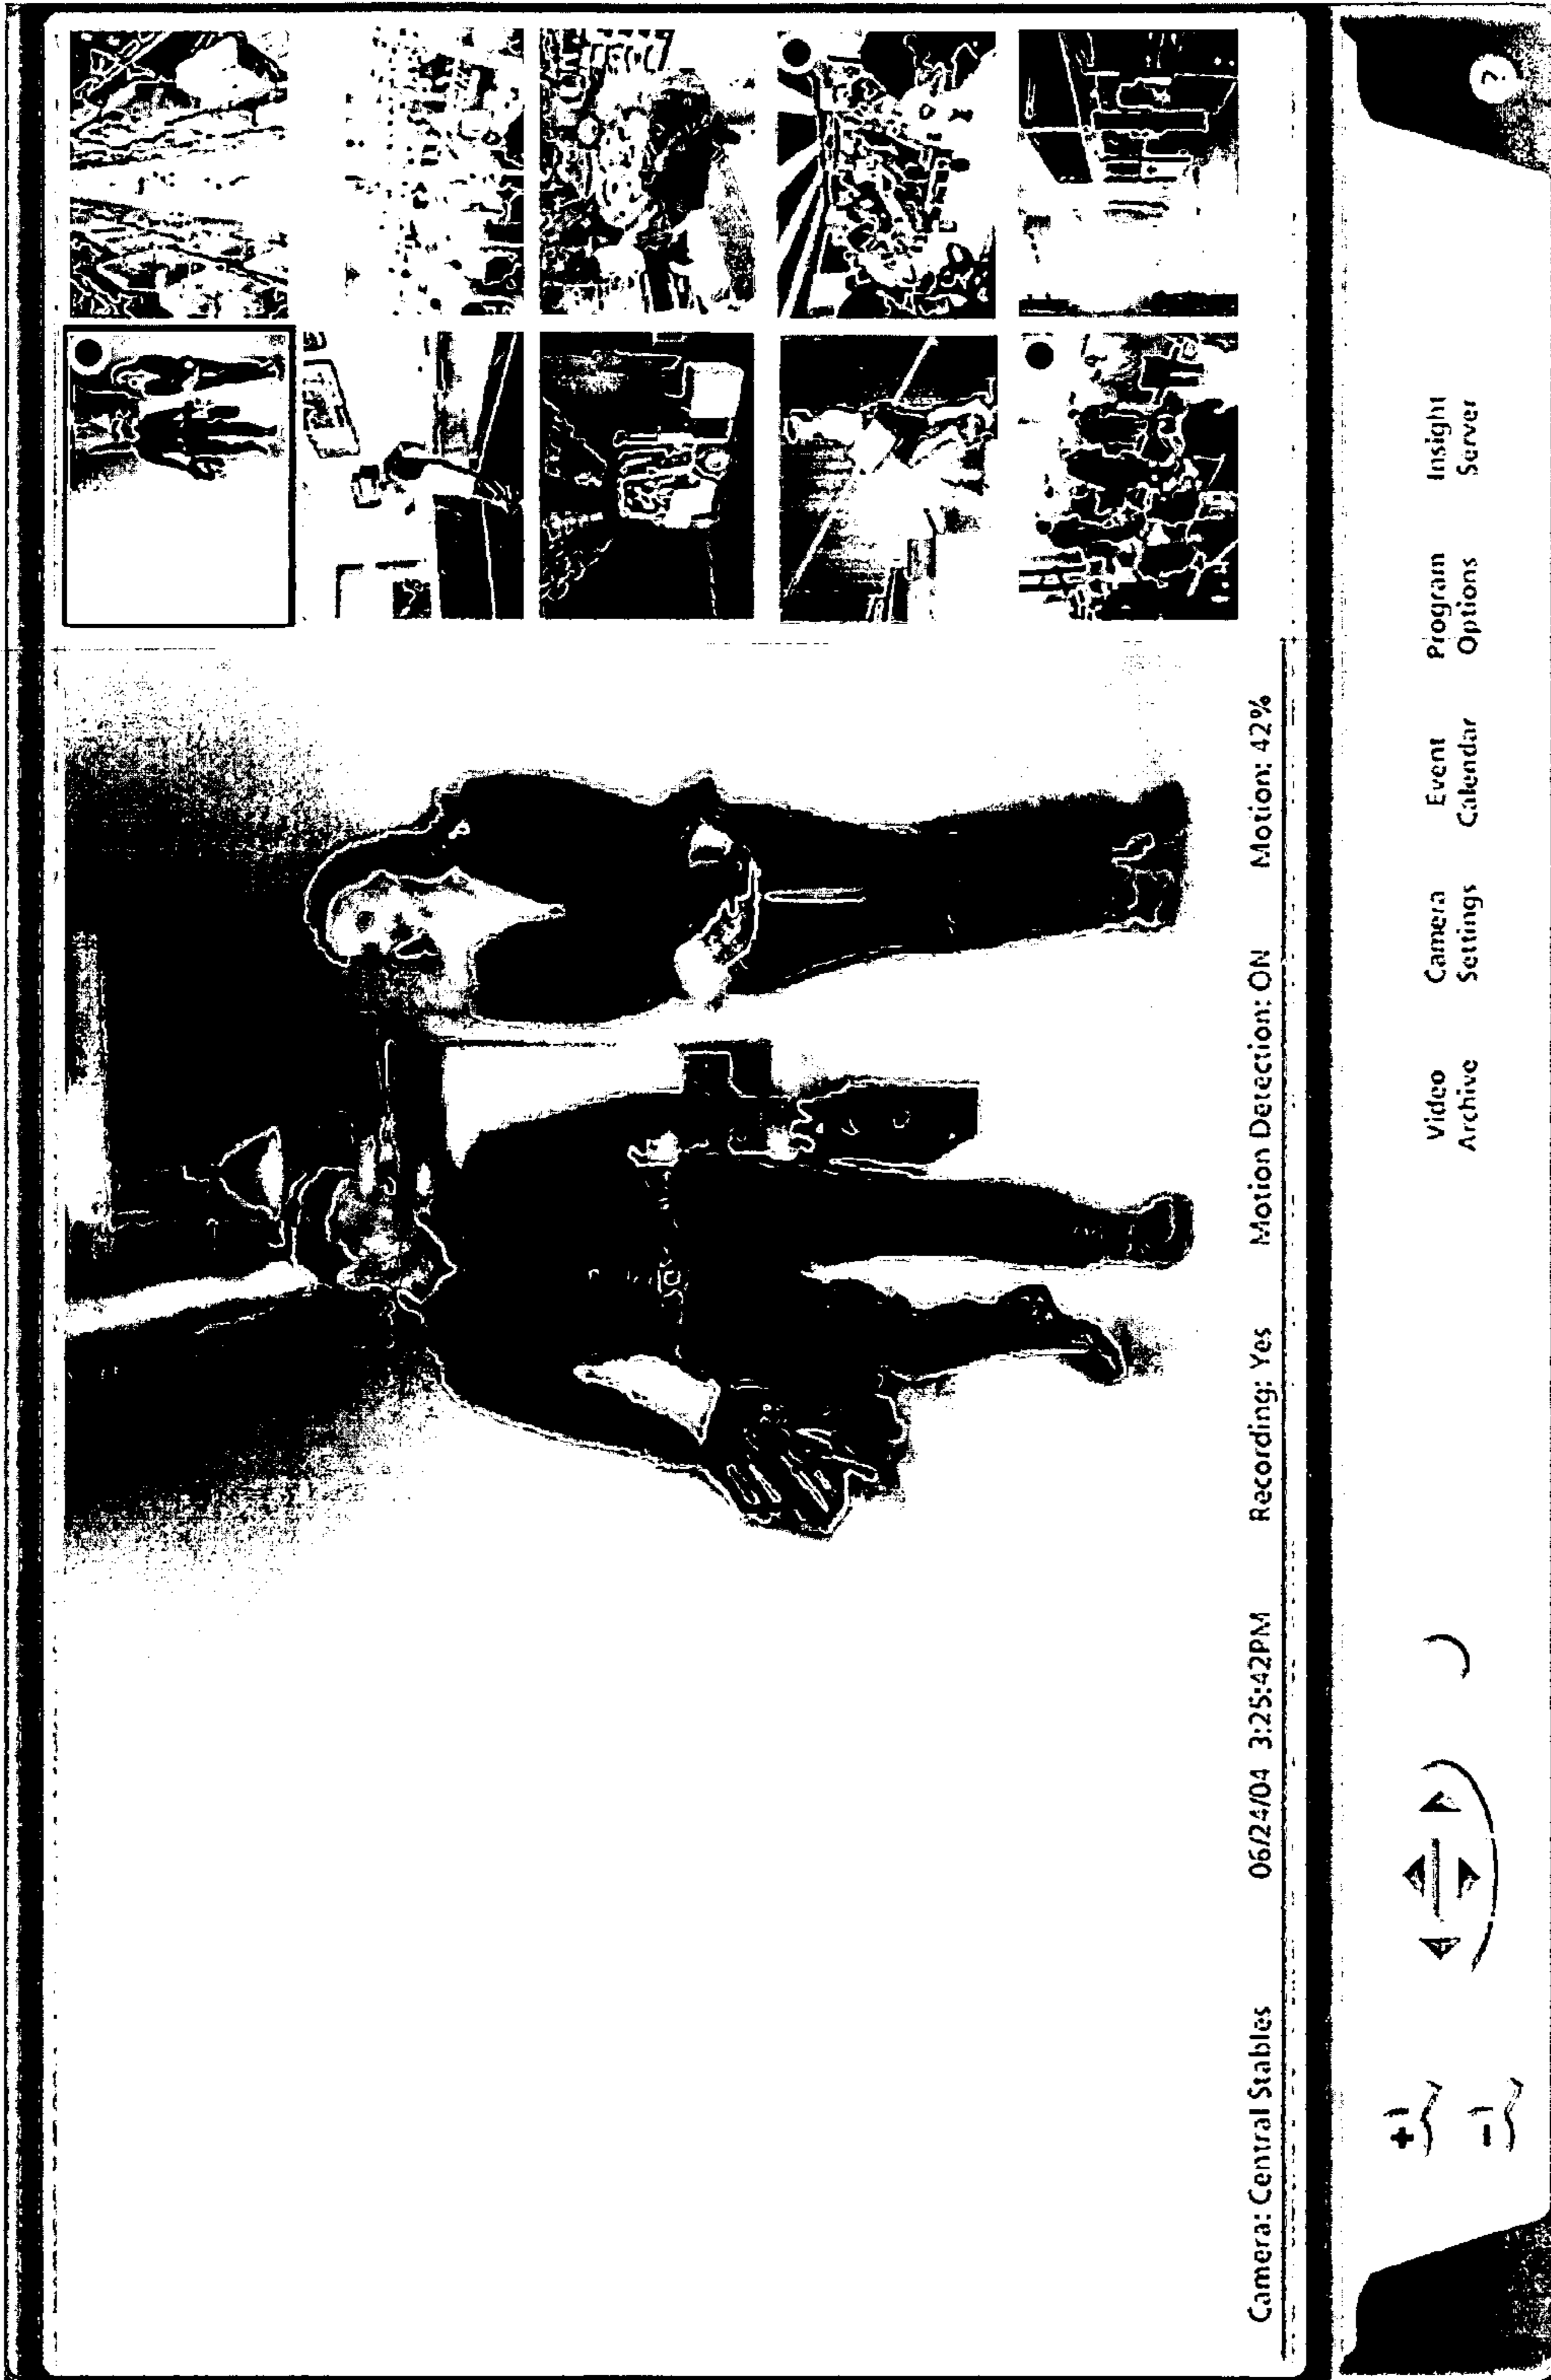 Camera: Central Stables 06/24/04 3:25:42PM Recording: Yes Motion Detection: ON Motion: 42%
+
-
Video
Archive
Camera
Settings
Event
Calendar
Program
Options
Insight
Server
?